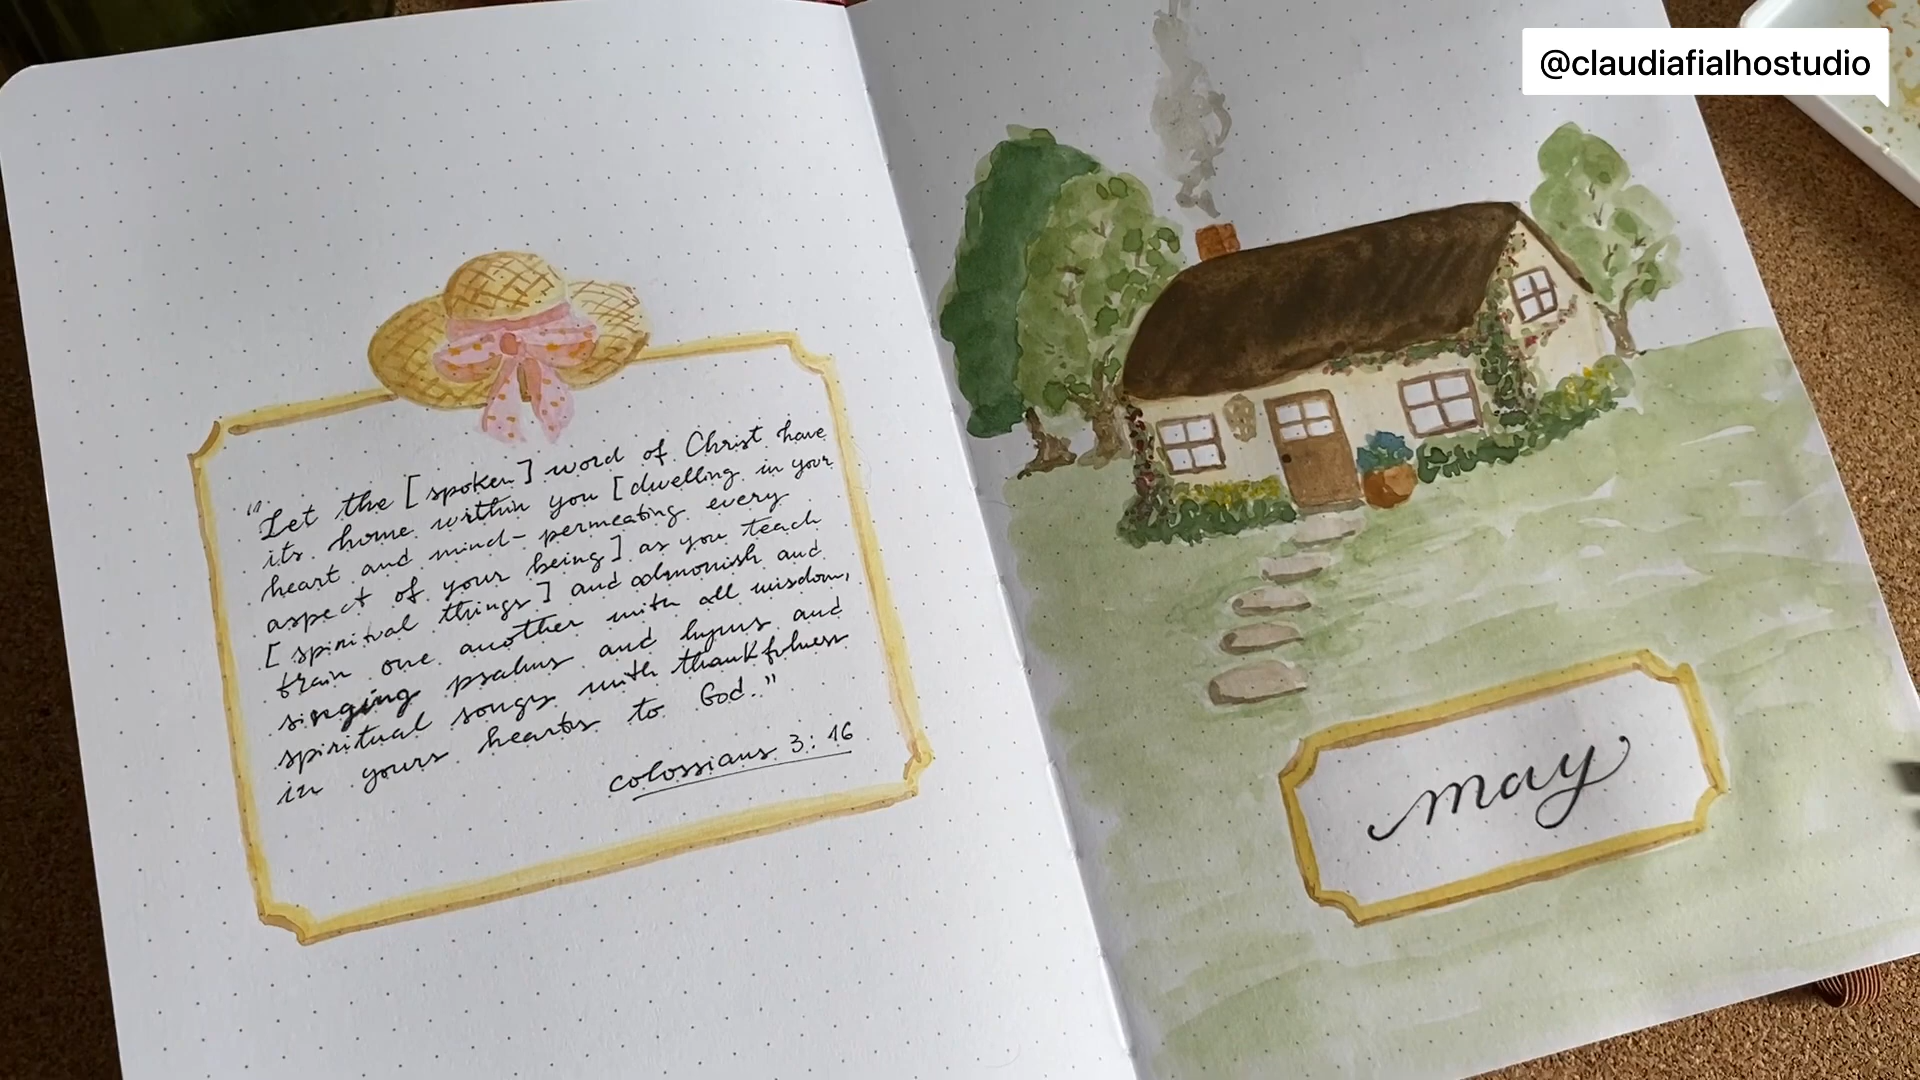 @claudiafialhostudio
"Let the [spoken] word of Christ have
its home within you [dwelling in your
heart and mind- permeating every
aspect of your being] as you teach
[spiritual things] and admonish and
train one another with all wisdom,
singing psalms and hyms and
spiritual songs with thankfulness
in yours hearts to God."
colossians 3:16
may